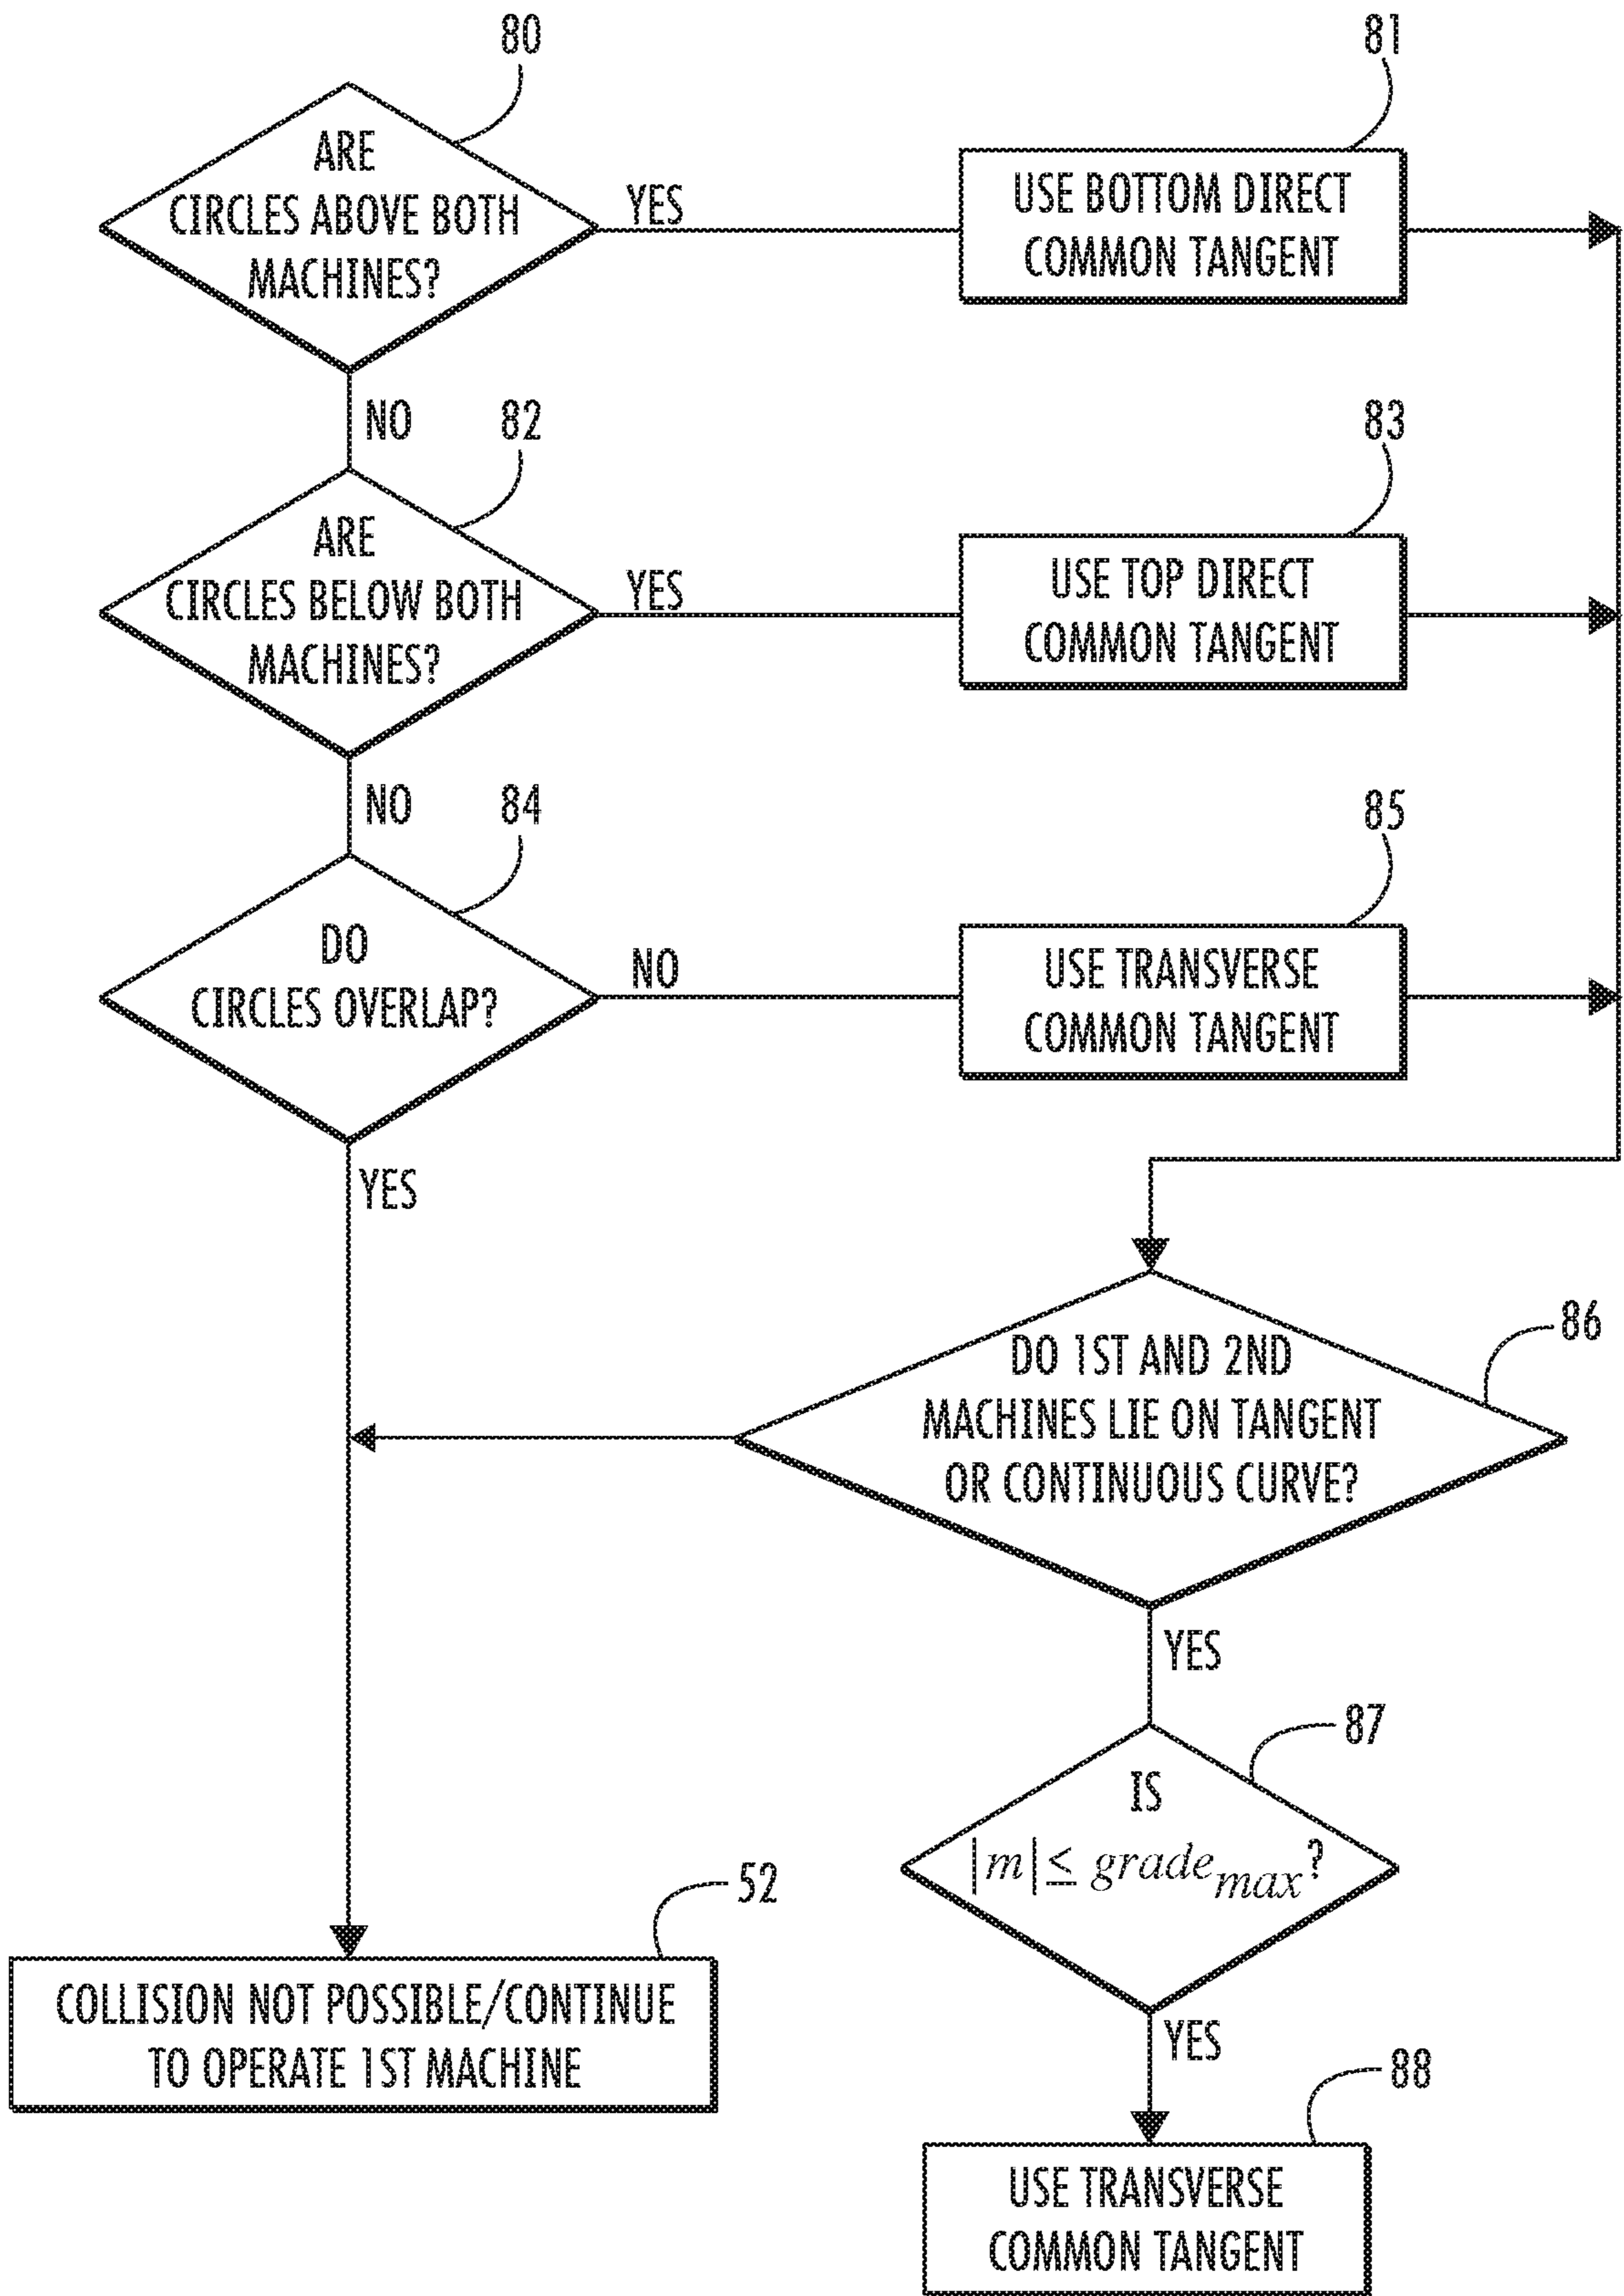 80
ARE
CIRCLES ABOVE BOTH
MACHINES?
YES
81
USE BOTTOM DIRECT
COMMON TANGENT
NO
82
ARE
CIRCLES BELOW BOTH
MACHINES?
YES
83
USE TOP DIRECT
COMMON TANGENT
NO
84
DO
CIRCLES OVERLAP?
NO
85
USE TRANSVERSE
COMMON TANGENT
YES
86
DO 1ST AND 2ND
MACHINES LIE ON TANGENT
OR CONTINUOUS CURVE?
YES
87
IS
|m| ≤ grade_max?
YES
52
COLLISION NOT POSSIBLE/CONTINUE
TO OPERATE 1ST MACHINE
88
USE TRANSVERSE
COMMON TANGENT